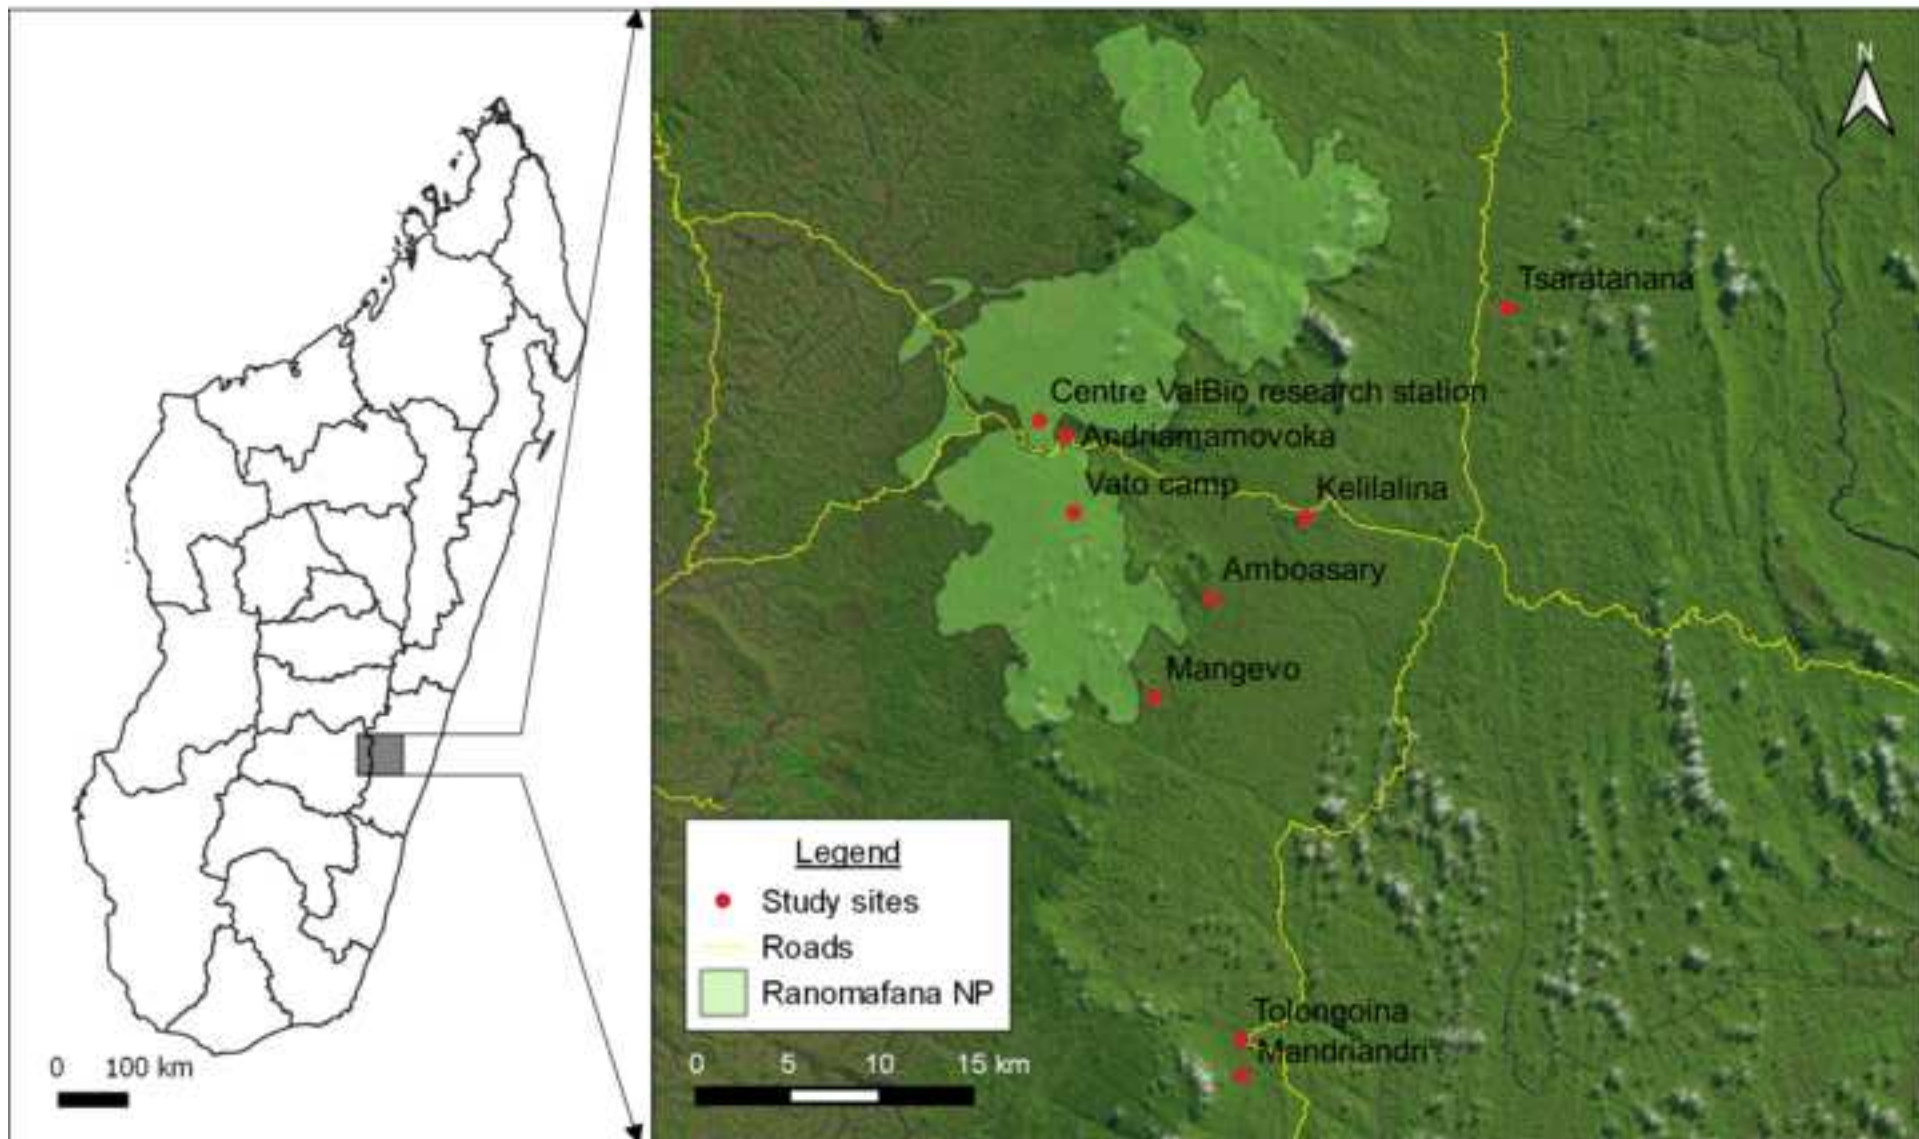 N
Tsaratanana
Centre ValBio research station
Andriamamovoka
Vato camp
Kelilalina
Amboasary
Mangevo
Legend
Study sites
Roads
Ranomafana NP
Tolongoina
Mandriandri
0 100 km
0 5 10 15 km